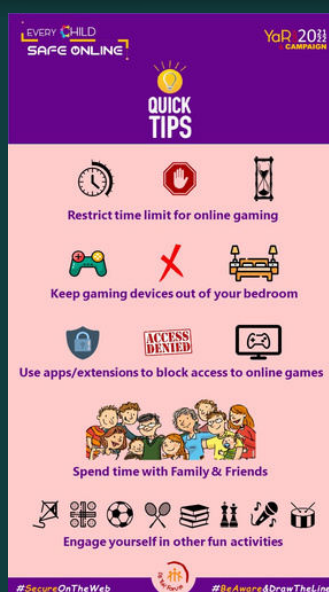 EVERY CHILD
SAFE ONLINE
YaR 2021
2022
CAMPAIGN
QUICK
TIPS
Restrict time limit for online gaming
Keep gaming devices out of your bedroom
ACCESS
DENIED
Use apps/extensions to block access to online games
Spend time with Family & Friends
Engage yourself in other fun activities
#SecureOnTheWeb
#BeAware&DrawTheLine